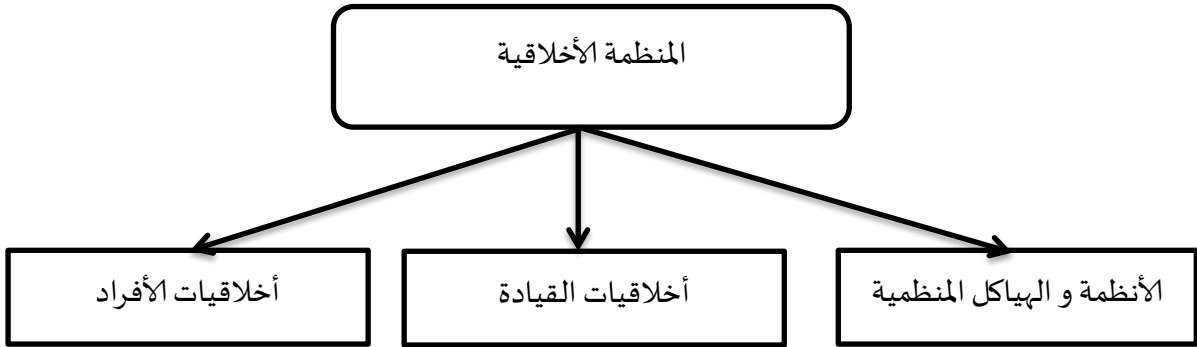 المنظمة الأخلاقية
الأنظمة و الهياكل المنظمية
أخلاقيات القيادة
أخلاقيات الأفراد